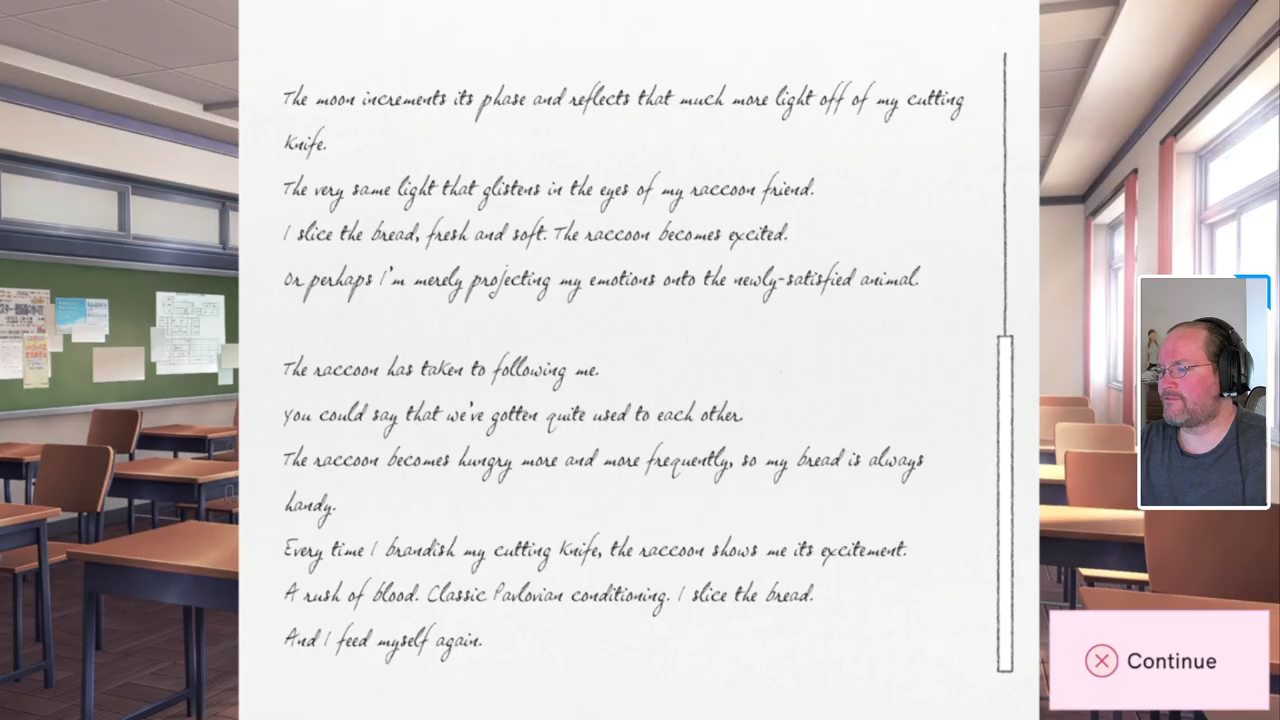 The moon increments its phase and reflects that much more light off of my cutting
knife.
The very same light that glistens in the eyes of my raccoon friend.
I slice the bread, fresh and soft. The raccoon becomes excited.
Or perhaps I'm merely projecting my emotions onto the newly-satisfied animal.
The raccoon has taken to following me.
You could say that we've gotten quite used to each other.
The raccoon becomes hungry more and more frequently, so my bread is always
handy.
Every time I brandish my cutting knife, the raccoon shows me its excitement.
A rush of blood. Classic Pavlovian conditioning. I slice the bread.
And I feed myself again.
Continue